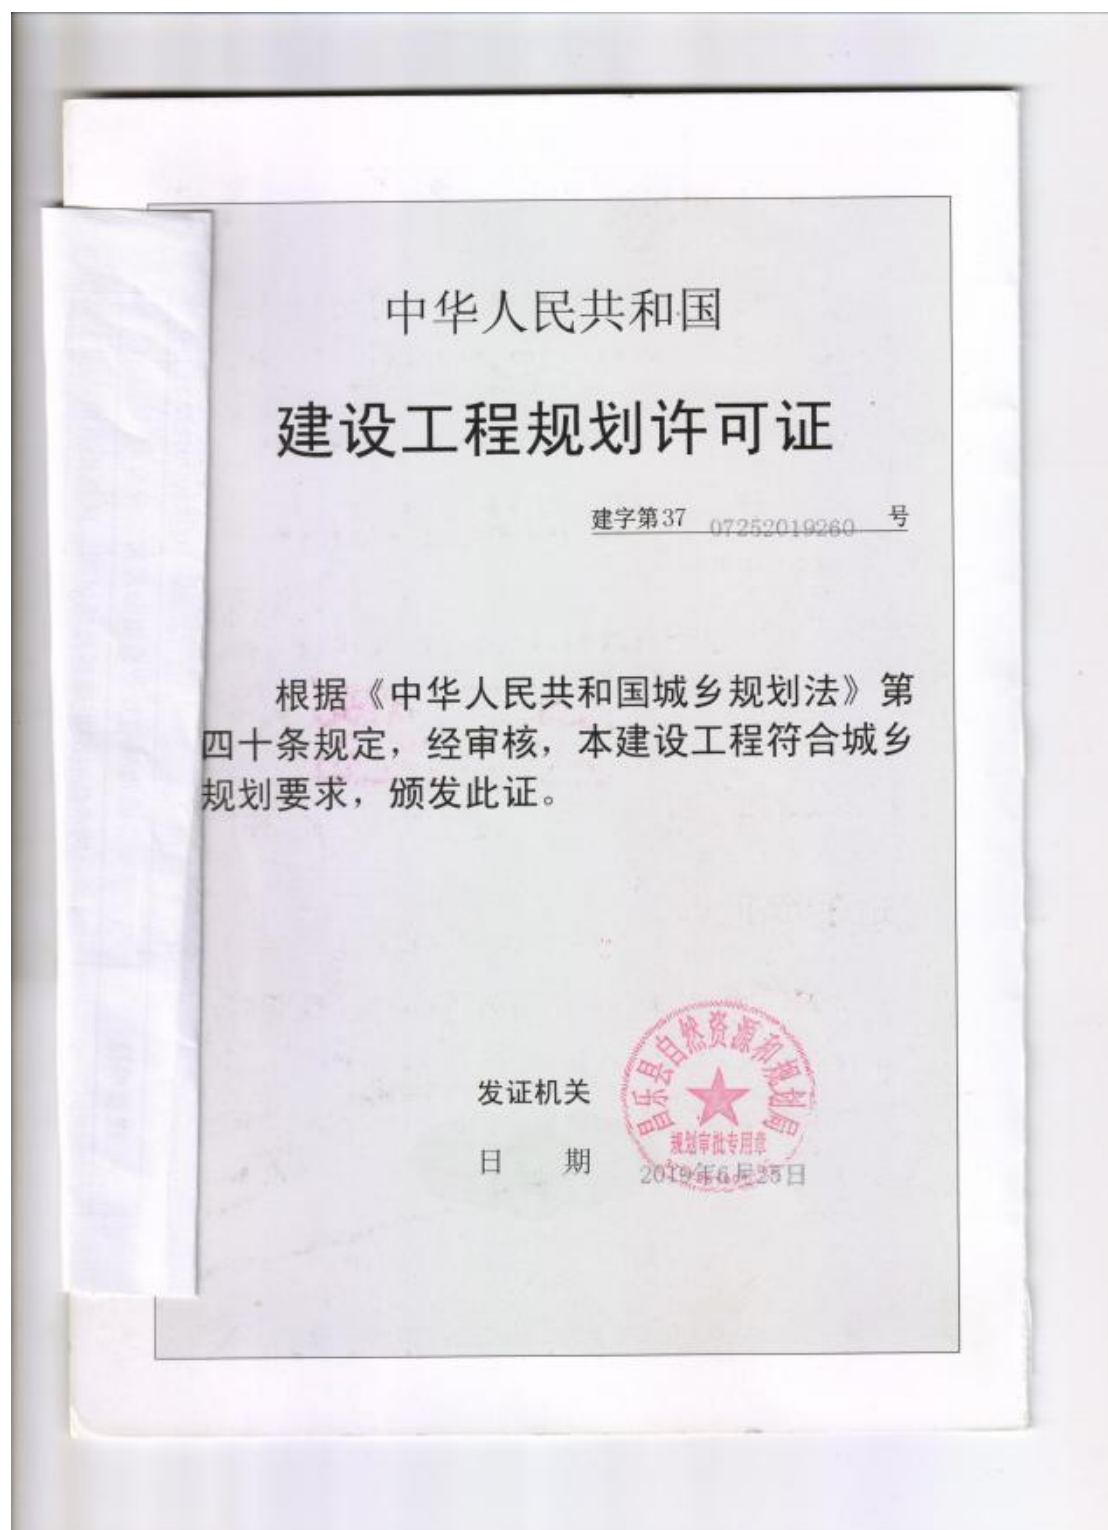 中华人民共和国
建设工程规划许可证
建字第37 07252019260 号
根据《中华人民共和国城乡规划法》第
四十条规定，经审核，本建设工程符合城乡
规划要求，颁发此证。
发证机关
昌乐县自然资源和规划局
规划审批专用章
日 期 2019年6月25日